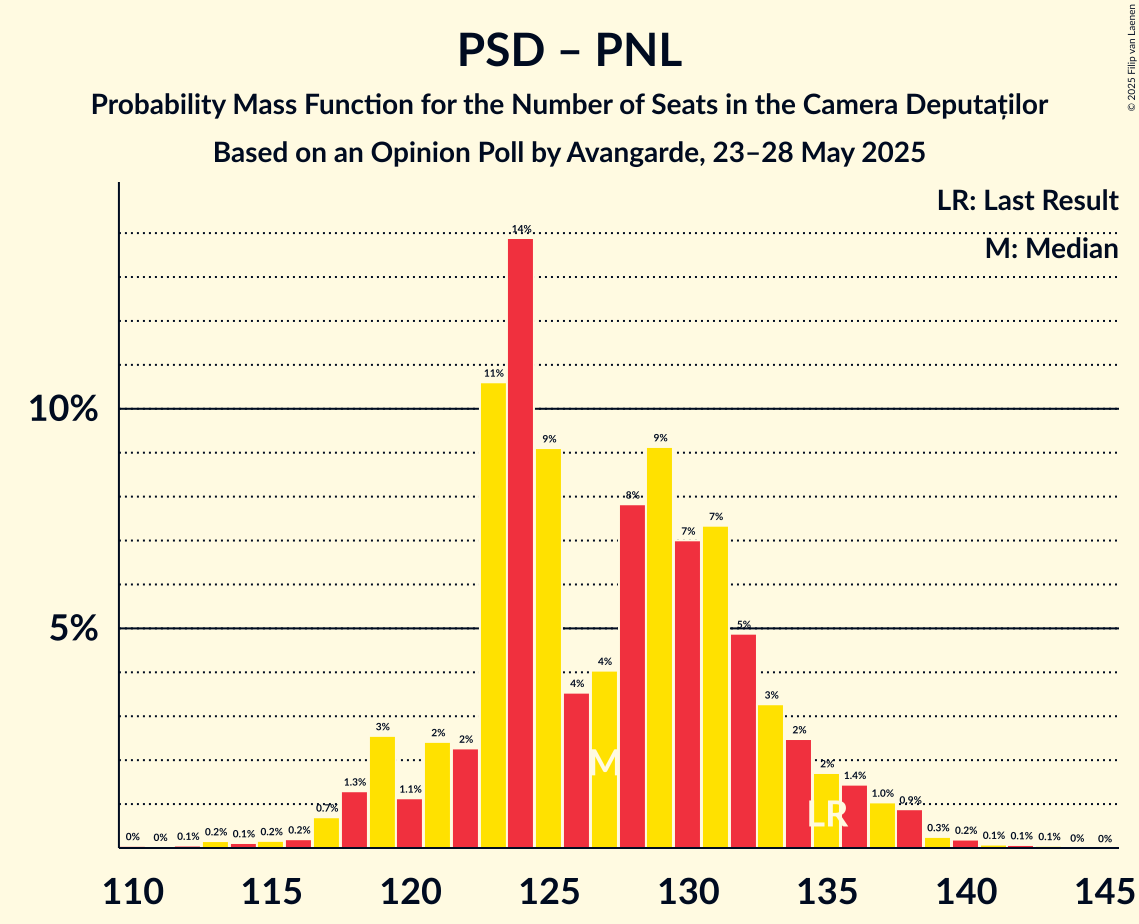 PSD – PNL
Probability Mass Function for the Number of Seats in the Camera Deputaților
Based on an Opinion Poll by Avangarde, 23–28 May 2025
© 2025 Filip van Laenen
LR: Last Result
M: Median
10%
5%
0% 0% 0.1% 0.2% 0.1% 0.2% 0.2% 0.7% 1.3% 3% 1.1% 2% 2% 11% 14% 9% 4% 4% 8% 9% 7% 7% 5% 3% 2% 2% 1.4% 1.0% 0.9% 0.3% 0.2% 0.1% 0.1% 0.1% 0% 0%
M
LR
110 115 120 125 130 135 140 145